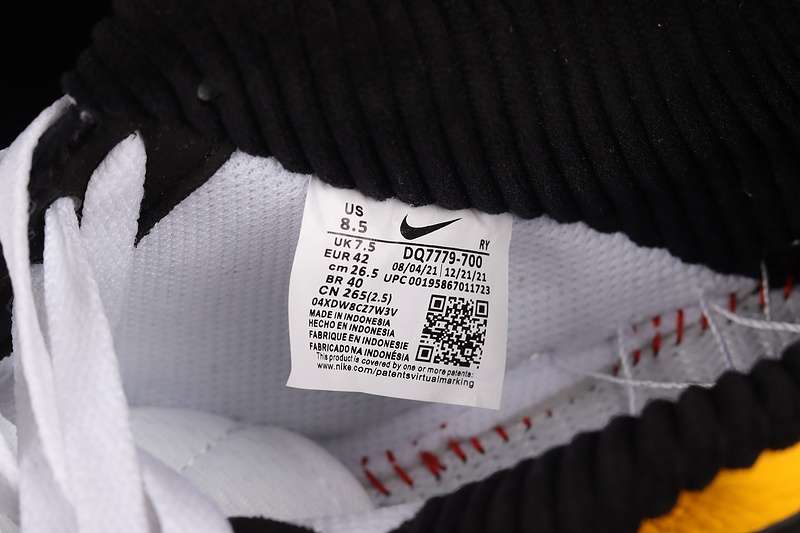 US
8.5
RY
UK 7.5
DQ7779-700
EUR 42
08/04/21 12/21/21
cm 26.5
UPC 00195867011723
BR 40
CN 265(2.5)
04XDW8CZ7W3V
MADE IN INDONESIA
HECHO EN INDONESIA
FABRIQUE EN INDONESIE
FABRICADO NA INDONÉSIA
This product is covered by one or more patents:
www.nike.com/patentsvirtualmarking